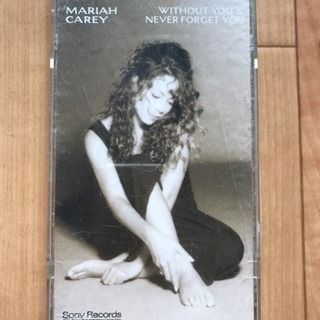 MARIAH
CAREY
WITHOUT YOU &
NEVER FORGET YOU
Sony Records